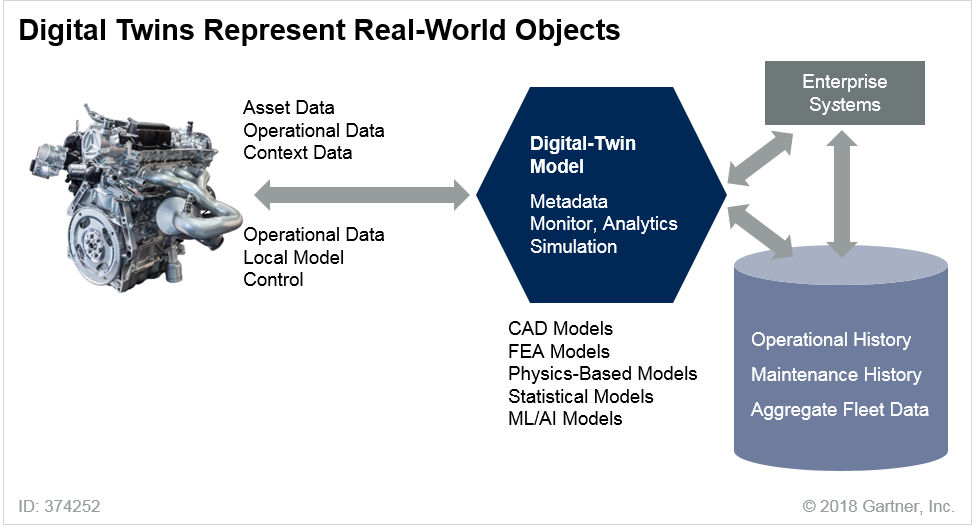 Digital Twins Represent Real-World Objects
Asset Data
Operational Data
Context Data
Operational Data
Local Model
Control
Digital-Twin
Model
Metadata
Monitor, Analytics
Simulation
CAD Models
FEA Models
Physics-Based Models
Statistical Models
ML/AI Models
Enterprise
Systems
Operational History
Maintenance History
Aggregate Fleet Data
ID: 374252
© 2018 Gartner, Inc.